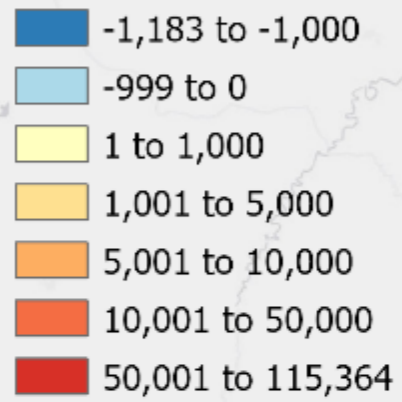 -1,183 to -1,000
-999 to 0
1 to 1,000
1,001 to 5,000
5,001 to 10,000
10,001 to 50,000
50,001 to 115,364